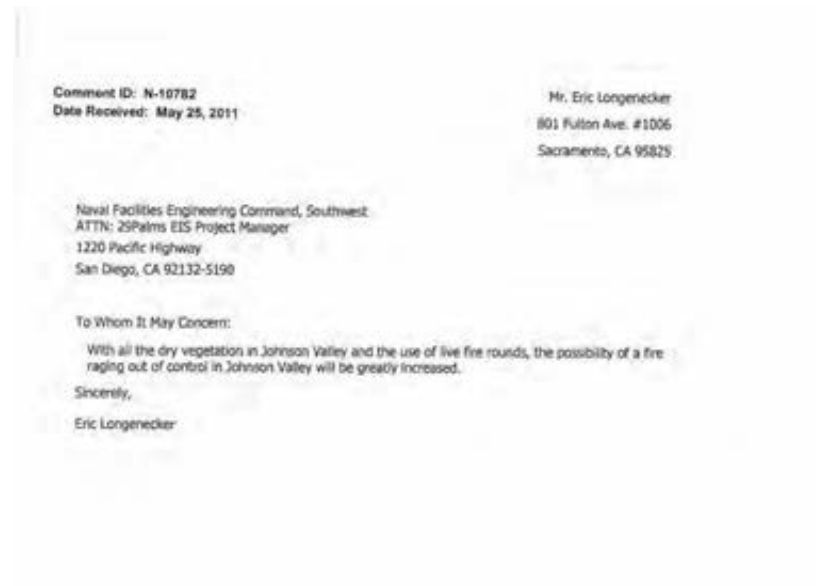 Comment ID: N-10782
Date Received: May 25, 2011
Mr. Eric Longenecker
801 Fulton Ave. #1006
Sacramento, CA 95825
Naval Facilities Engineering Command, Southwest
ATTN: 29Palms EIS Project Manager
1220 Pacific Highway
San Diego, CA 92132-5190
To Whom It May Concern:
With all the dry vegetation in Johnson Valley and the use of live fire rounds, the possibility of a fire
raging out of control in Johnson Valley will be greatly increased.
Sincerely,
Eric Longenecker